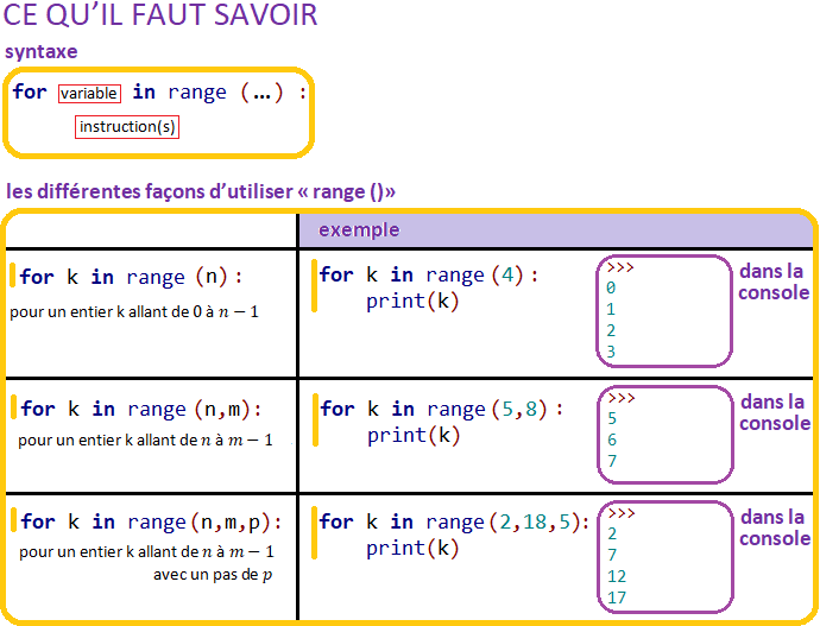 CE QU’IL FAUT SAVOIR
syntaxe
for variable in range (…) :
instruction(s)
les différentes façons d’utiliser « range ()»
exemple
for k in range (n) :
pour un entier k allant de 0 à n − 1
for k in range (4) :
print(k)
>>>
0
1
2
3
dans la
console
for k in range (n,m):
pour un entier k allant de n à m − 1
for k in range (5,8) :
print(k)
>>>
5
6
7
dans la
console
for k in range (n,m,p):
pour un entier k allant de n à m − 1
avec un pas de p
for k in range (2,18,5):
print(k)
>>>
2
7
12
17
dans la
console